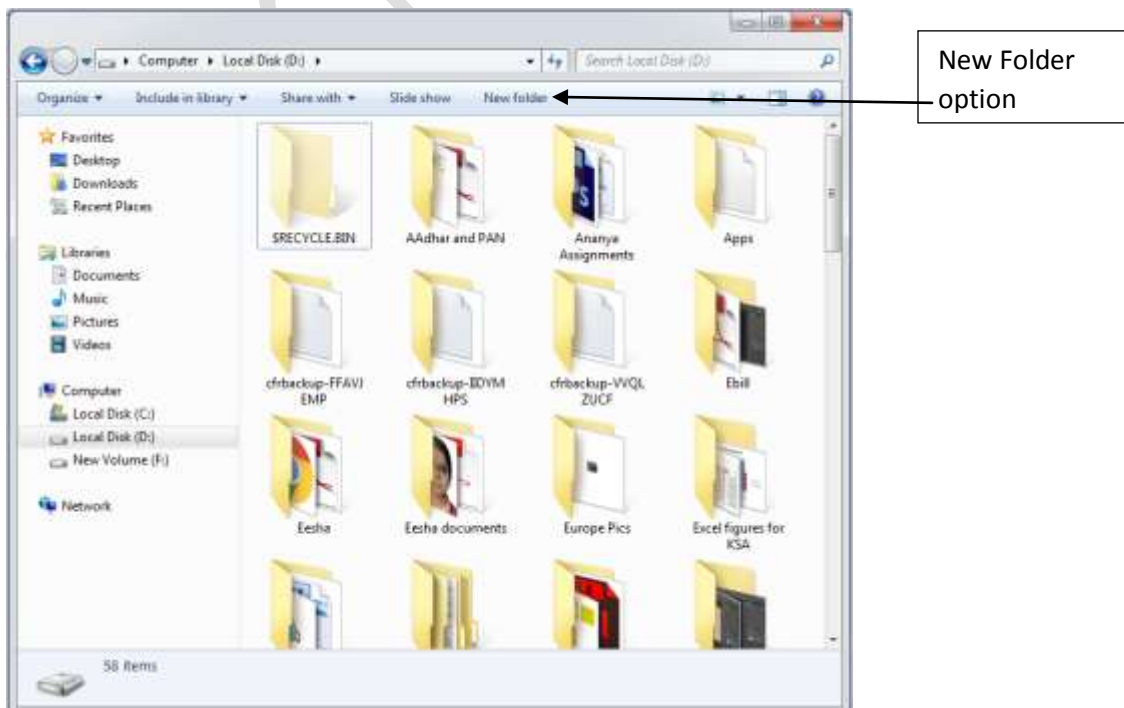 Computer ▸ Local Disk (D:) ▸
Search Local Disk (D:)
Organize Include in library Share with Slide show New folder
New Folder
option
Favorites
Desktop
Downloads
Recent Places
Libraries
Documents
Music
Pictures
Videos
Computer
Local Disk (C:)
Local Disk (D:)
New Volume (F:)
Network
$RECYCLE.BIN
AAdhar and PAN
Ananya
Assignments
Apps
cfrbackup-FFAVJ
EMP
cfrbackup-IIDYM
HPS
cfrbackup-VVQL
ZUCF
Ebill
Eesha
Eesha documents
Europe Pics
Excel figures for
KSA
58 items